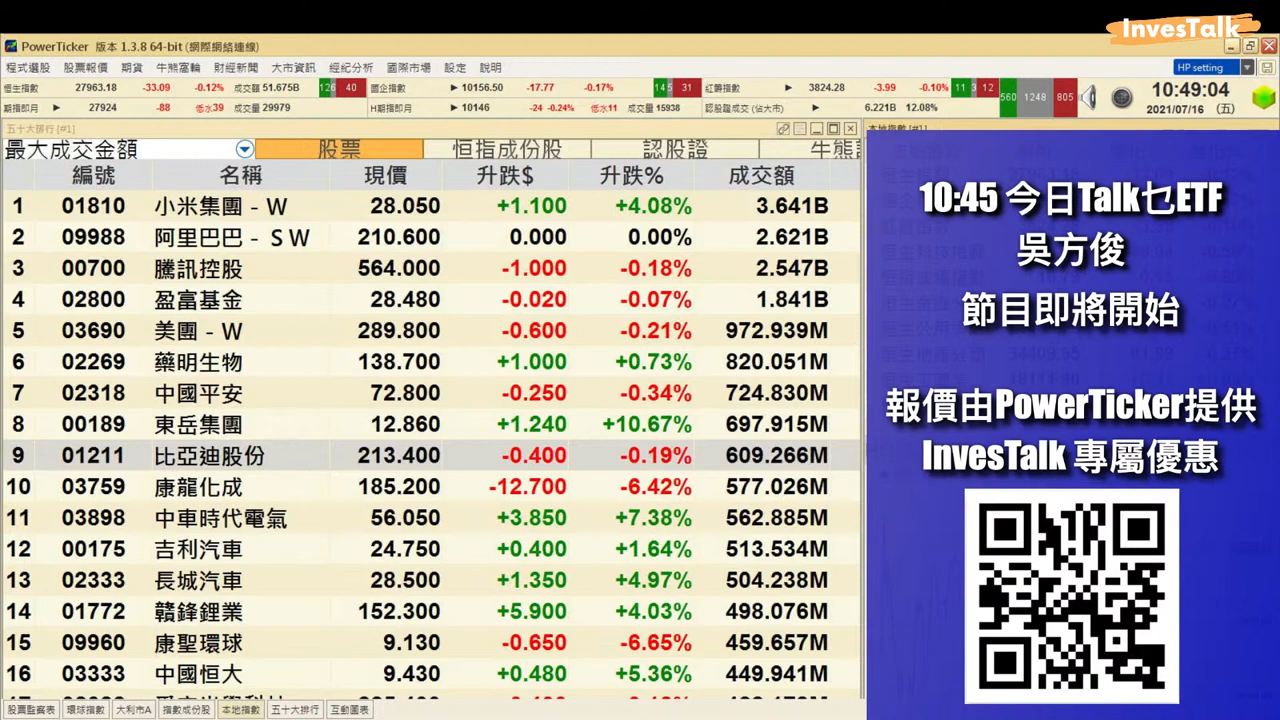 InvesTalk
PowerTicker 版本 1.3.8 64-bit (網際網絡連線)
程式選股 股票報價 期貨 牛熊窩輪 財經新聞 大市資訊 經紀分析 國際市場 設定 說明 HP setting
恒生指數 27963.18 -33.09 -0.12% 成交額 51.675B 126 40 國企指數 10156.50 -17.77 -0.17% 145 31 紅籌指數 3824.28 -3.99 -0.10% 11 3 12 560 1248 805 10:49:04
期指即月 27924 -88 低水39 成交量 29979 H期指即月 10146 -24 -0.24% 低水11 成交量 15938 認股證成交(佔大市) 6.221B 12.08% 2021/07/16 (五)
五十大排行 [#1] 本地指數 [#1]
最大成交金額 股票 恒指成份股 認股證
編號 名稱 現價 升跌$ 升跌% 成交額
1 01810 小米集團 - W 28.050 +1.100 +4.08% 3.641B
2 09988 阿里巴巴 - S W 210.600 0.000 0.00% 2.621B
3 00700 騰訊控股 564.000 -1.000 -0.18% 2.547B
4 02800 盈富基金 28.480 -0.020 -0.07% 1.841B
5 03690 美團 - W 289.800 -0.600 -0.21% 972.939M
6 02269 藥明生物 138.700 +1.000 +0.73% 820.051M
7 02318 中國平安 72.800 -0.250 -0.34% 724.830M
8 00189 東岳集團 12.860 +1.240 +10.67% 697.915M
9 01211 比亞迪股份 213.400 -0.400 -0.19% 609.266M
10 03759 康龍化成 185.200 -12.700 -6.42% 577.026M
11 03898 中車時代電氣 56.050 +3.850 +7.38% 562.885M
12 00175 吉利汽車 24.750 +0.400 +1.64% 513.534M
13 02333 長城汽車 28.500 +1.350 +4.97% 504.238M
14 01772 贛鋒鋰業 152.300 +5.900 +4.03% 498.076M
15 09960 康聖環球 9.130 -0.650 -6.65% 459.657M
16 03333 中國恒大 9.430 +0.480 +5.36% 449.941M
股票監察表 環球指數 大利市A 指數成份股 本地指數 五十大排行 互動圖表
10:45 今日Talk乜ETF
吳方俊
節目即將開始
報價由PowerTicker提供
InvesTalk 專屬優惠